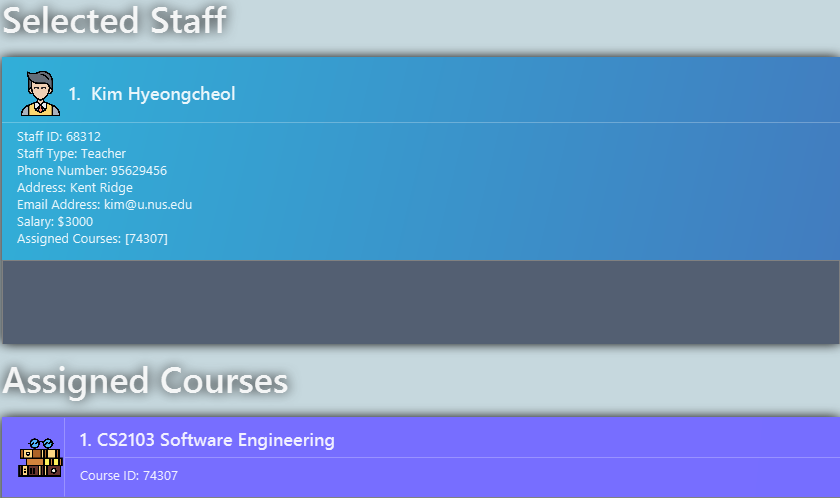 Selected Staff
1. Kim Hyeongcheol
Staff ID: 68312
Staff Type: Teacher
Phone Number: 95629456
Address: Kent Ridge
Email Address: kim@u.nus.edu
Salary: $3000
Assigned Courses: [74307]
Assigned Courses
1. CS2103 Software Engineering
Course ID: 74307